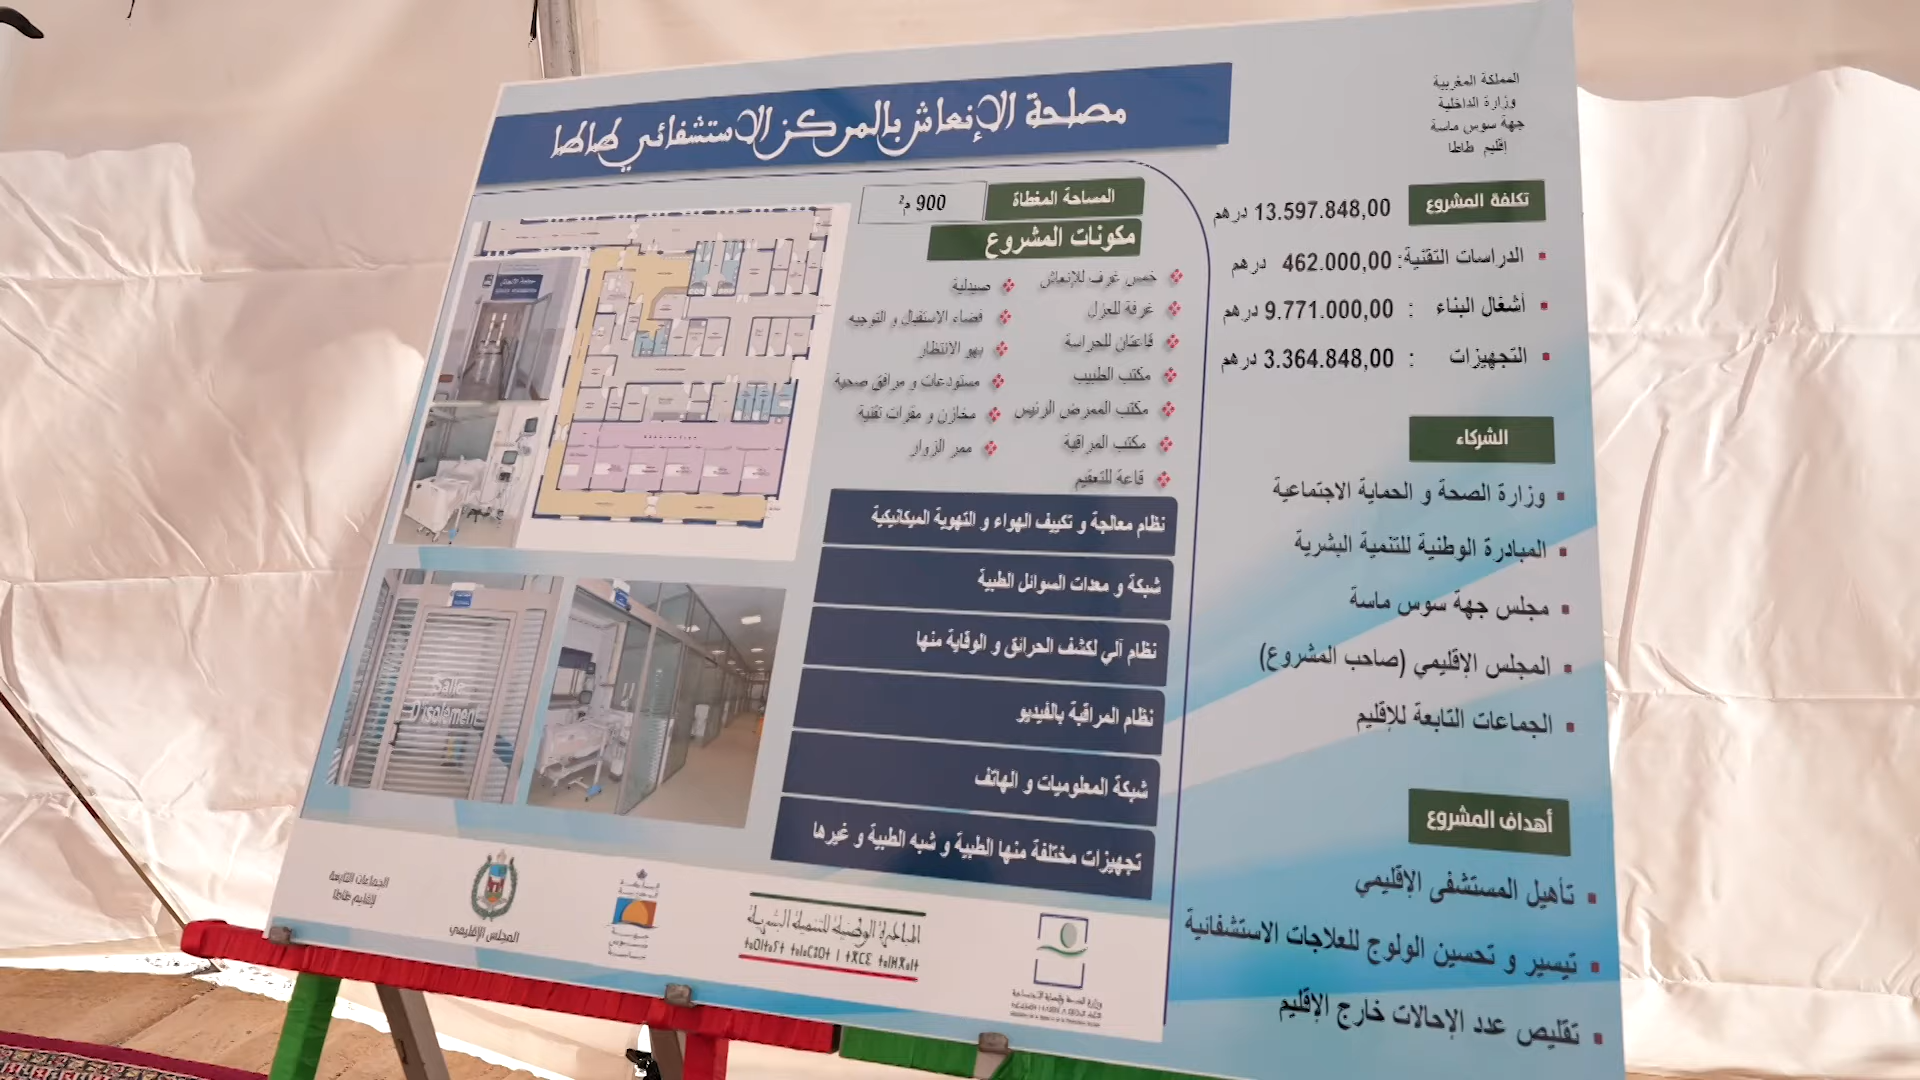 المملكة المغربية
وزارة الداخلية
جهة سوس ماسة
إقليم طاطا
مصلحة الإنعاش بالمركز الاستشفائي طاطا
تكلفة المشروع
13.597.848,00 درهم
الدراسات التقنية: 462.000,00 درهم
أشغال البناء : 9.771.000,00 درهم
التجهيزات : 3.364.848,00 درهم
الشركاء
وزارة الصحة و الحماية الاجتماعية
المبادرة الوطنية للتنمية البشرية
مجلس جهة سوس ماسة
المجلس الإقليمي (صاحب المشروع)
الجماعات التابعة للإقليم
أهداف المشروع
تأهيل المستشفى الإقليمي
تيسير و تحسين الولوج للعلاجات الاستشفائية
تقليص عدد الإحالات خارج الإقليم
المساحة المغطاة
900 م²
مكونات المشروع
خمس غرف للإنعاش
غرفة للعزل
قاعتان للحراسة
مكتب الطبيب
مكتب الممرض الرئيس
مكتب المراقبة
قاعة للتعقيم
صيدلية
فضاء الاستقبال و التوجيه
بهو الانتظار
مستودعات و مرافق صحية
مخازن و مقرات تقنية
ممر الزوار
نظام معالجة و تكييف الهواء و التهوية الميكانيكية
شبكة و معدات السوائل الطبية
نظام آلي لكشف الحرائق و الوقاية منها
نظام المراقبة بالفيديو
شبكة المعلوميات و الهاتف
تجهيزات مختلفة منها الطبية و شبه الطبية و غيرها
Salle
D'isolement
المبادرة الوطنية للتنمية البشرية
المجلس الإقليمي
الجماعات التابعة
لإقليم طاطا